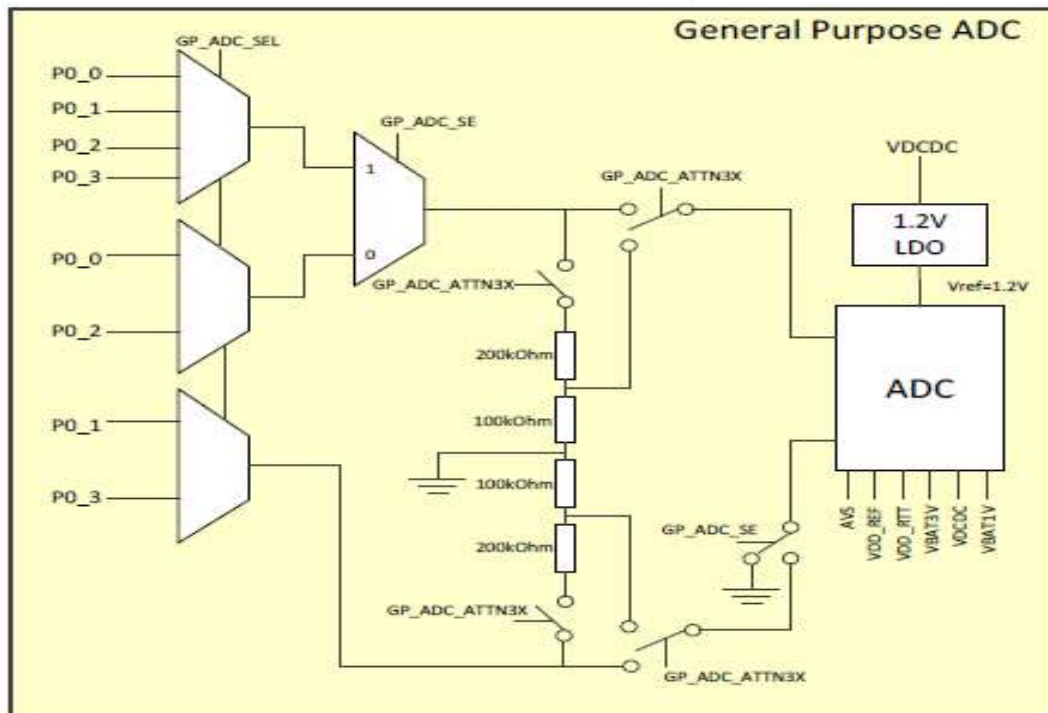 General Purpose ADC
GP_ADC_SEL
P0_0
P0_1
P0_2
P0_3
GP_ADC_SE
1
0
P0_0
P0_2
P0_1
P0_3
GP_ADC_ATTN3X
VDCDC
1.2V
LDO
Vref=1.2V
GP_ADC_ATTN3X
200kOhm
100kOhm
100kOhm
200kOhm
ADC
GP_ADC_SE
AVS
VDD_REF
VDD_RTT
VBAT3V
VDCDC
VBAT1V
GP_ADC_ATTN3X
GP_ADC_ATTN3X